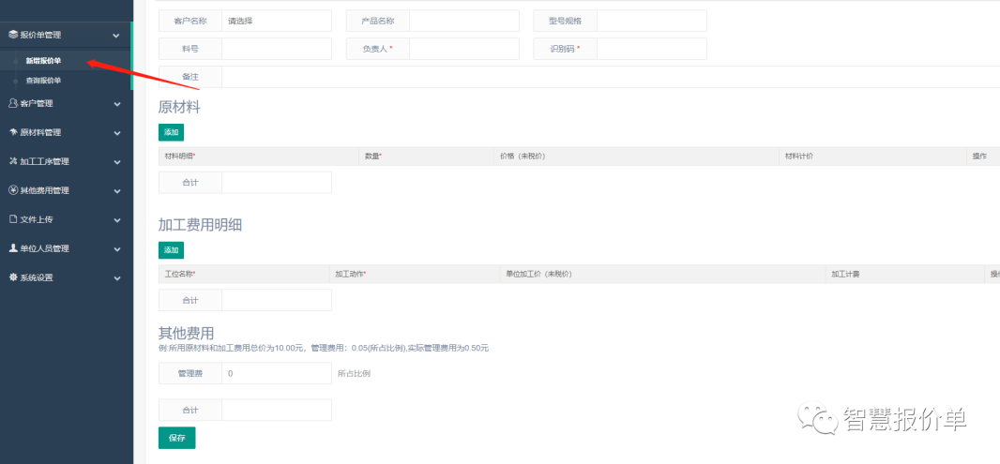 报价单管理
新增报价单
查询报价单
客户管理
原材料管理
加工工序管理
其他费用管理
文件上传
单位人员管理
系统设置
客户名称 请选择 产品名称 型号规格
料号 负责人* 识别码*
备注
原材料
添加
材料明细* 数量* 价格（未税价） 材料计价 操作
合计
加工费用明细
添加
工位名称* 加工动作* 单位加工价（未税价） 加工计费 操作
合计
其他费用
例:所用原材料和加工费用总价为10.00元，管理费用：0.05(所占比例),实际管理费用为0.50元
管理费 0 所占比例
合计
保存
智慧报价单